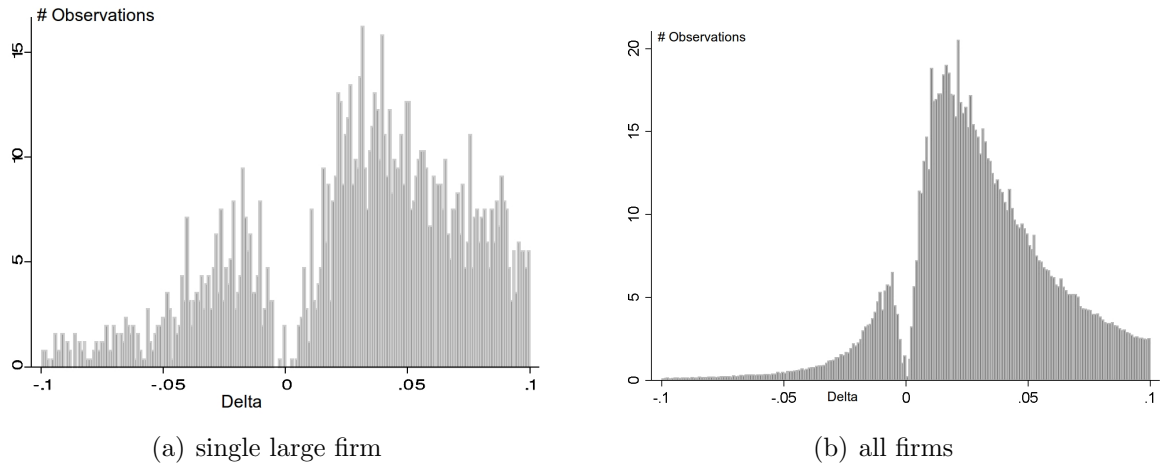 # Observations
15
10
5
0
-.1 -.05 0 .05 .1
Delta
(a) single large firm
# Observations
20
15
10
5
0
-.1 -.05 0 .05 .1
Delta
(b) all firms